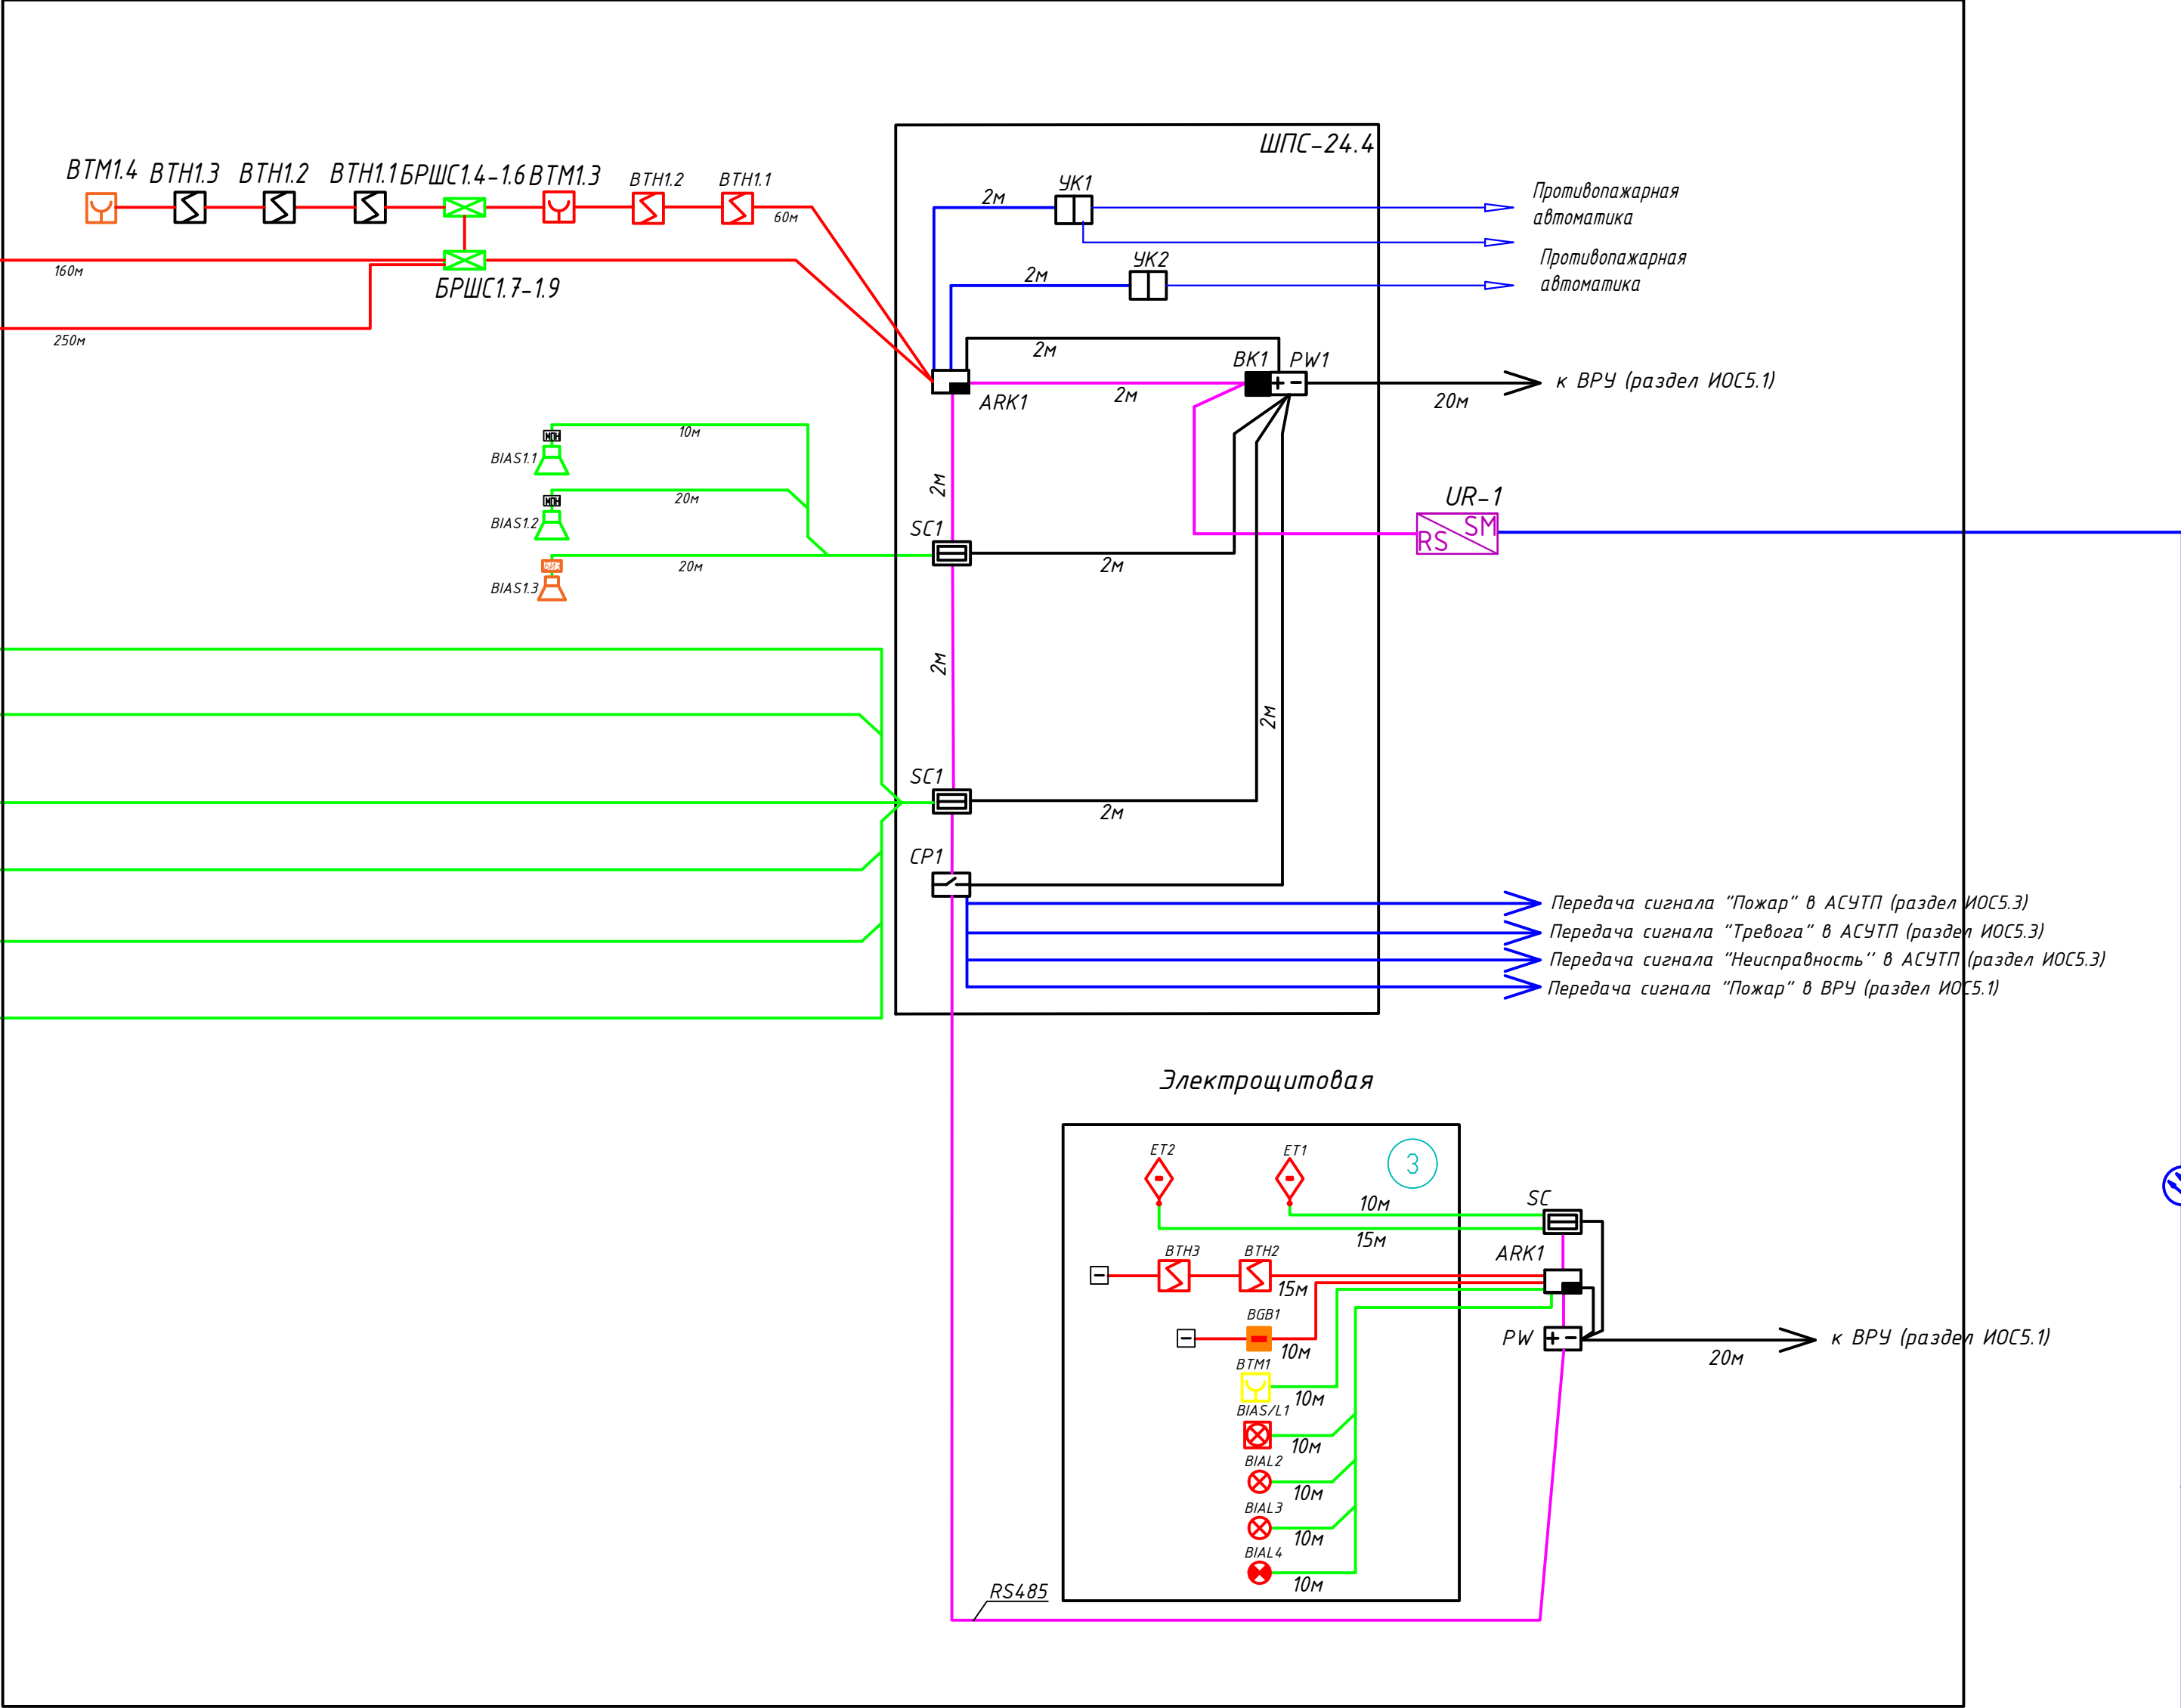 ШПС-24.4
ВТМ1.4
ВТН1.3
ВТН1.2
ВТН1.1
БРШС1.4-1.6
ВТМ1.3
ВТН1.2
ВТН1.1
60м
160м
БРШС1.7-1.9
250м
2м
УК1
Противопажарная
автоматика
2м
УК2
Противопажарная
автоматика
2м
ВК1
PW1
ARK1
2м
20м
к ВРУ (раздел ИОС5.1)
10м
BIAS1.1
20м
BIAS1.2
БИЗ
20м
BIAS1.3
2м
UR-1
RS
SM
SC1
2м
2м
2м
SC1
2м
CP1
Передача сигнала "Пожар" в АСУТП (раздел ИОС5.3)
Передача сигнала "Тревога" в АСУТП (раздел ИОС5.3)
Передача сигнала "Неисправность" в АСУТП (раздел ИОС5.3)
Передача сигнала "Пожар" в ВРУ (раздел ИОС5.1)
Электрощитовая
ET2
ET1
3
10м
15м
SC
ВТН3
ВТН2
15м
ARK1
BGB1
10м
PW
20м
к ВРУ (раздел ИОС5.1)
BTM1
10м
BIAS/L1
10м
BIAL2
10м
BIAL3
10м
BIAL4
10м
RS485